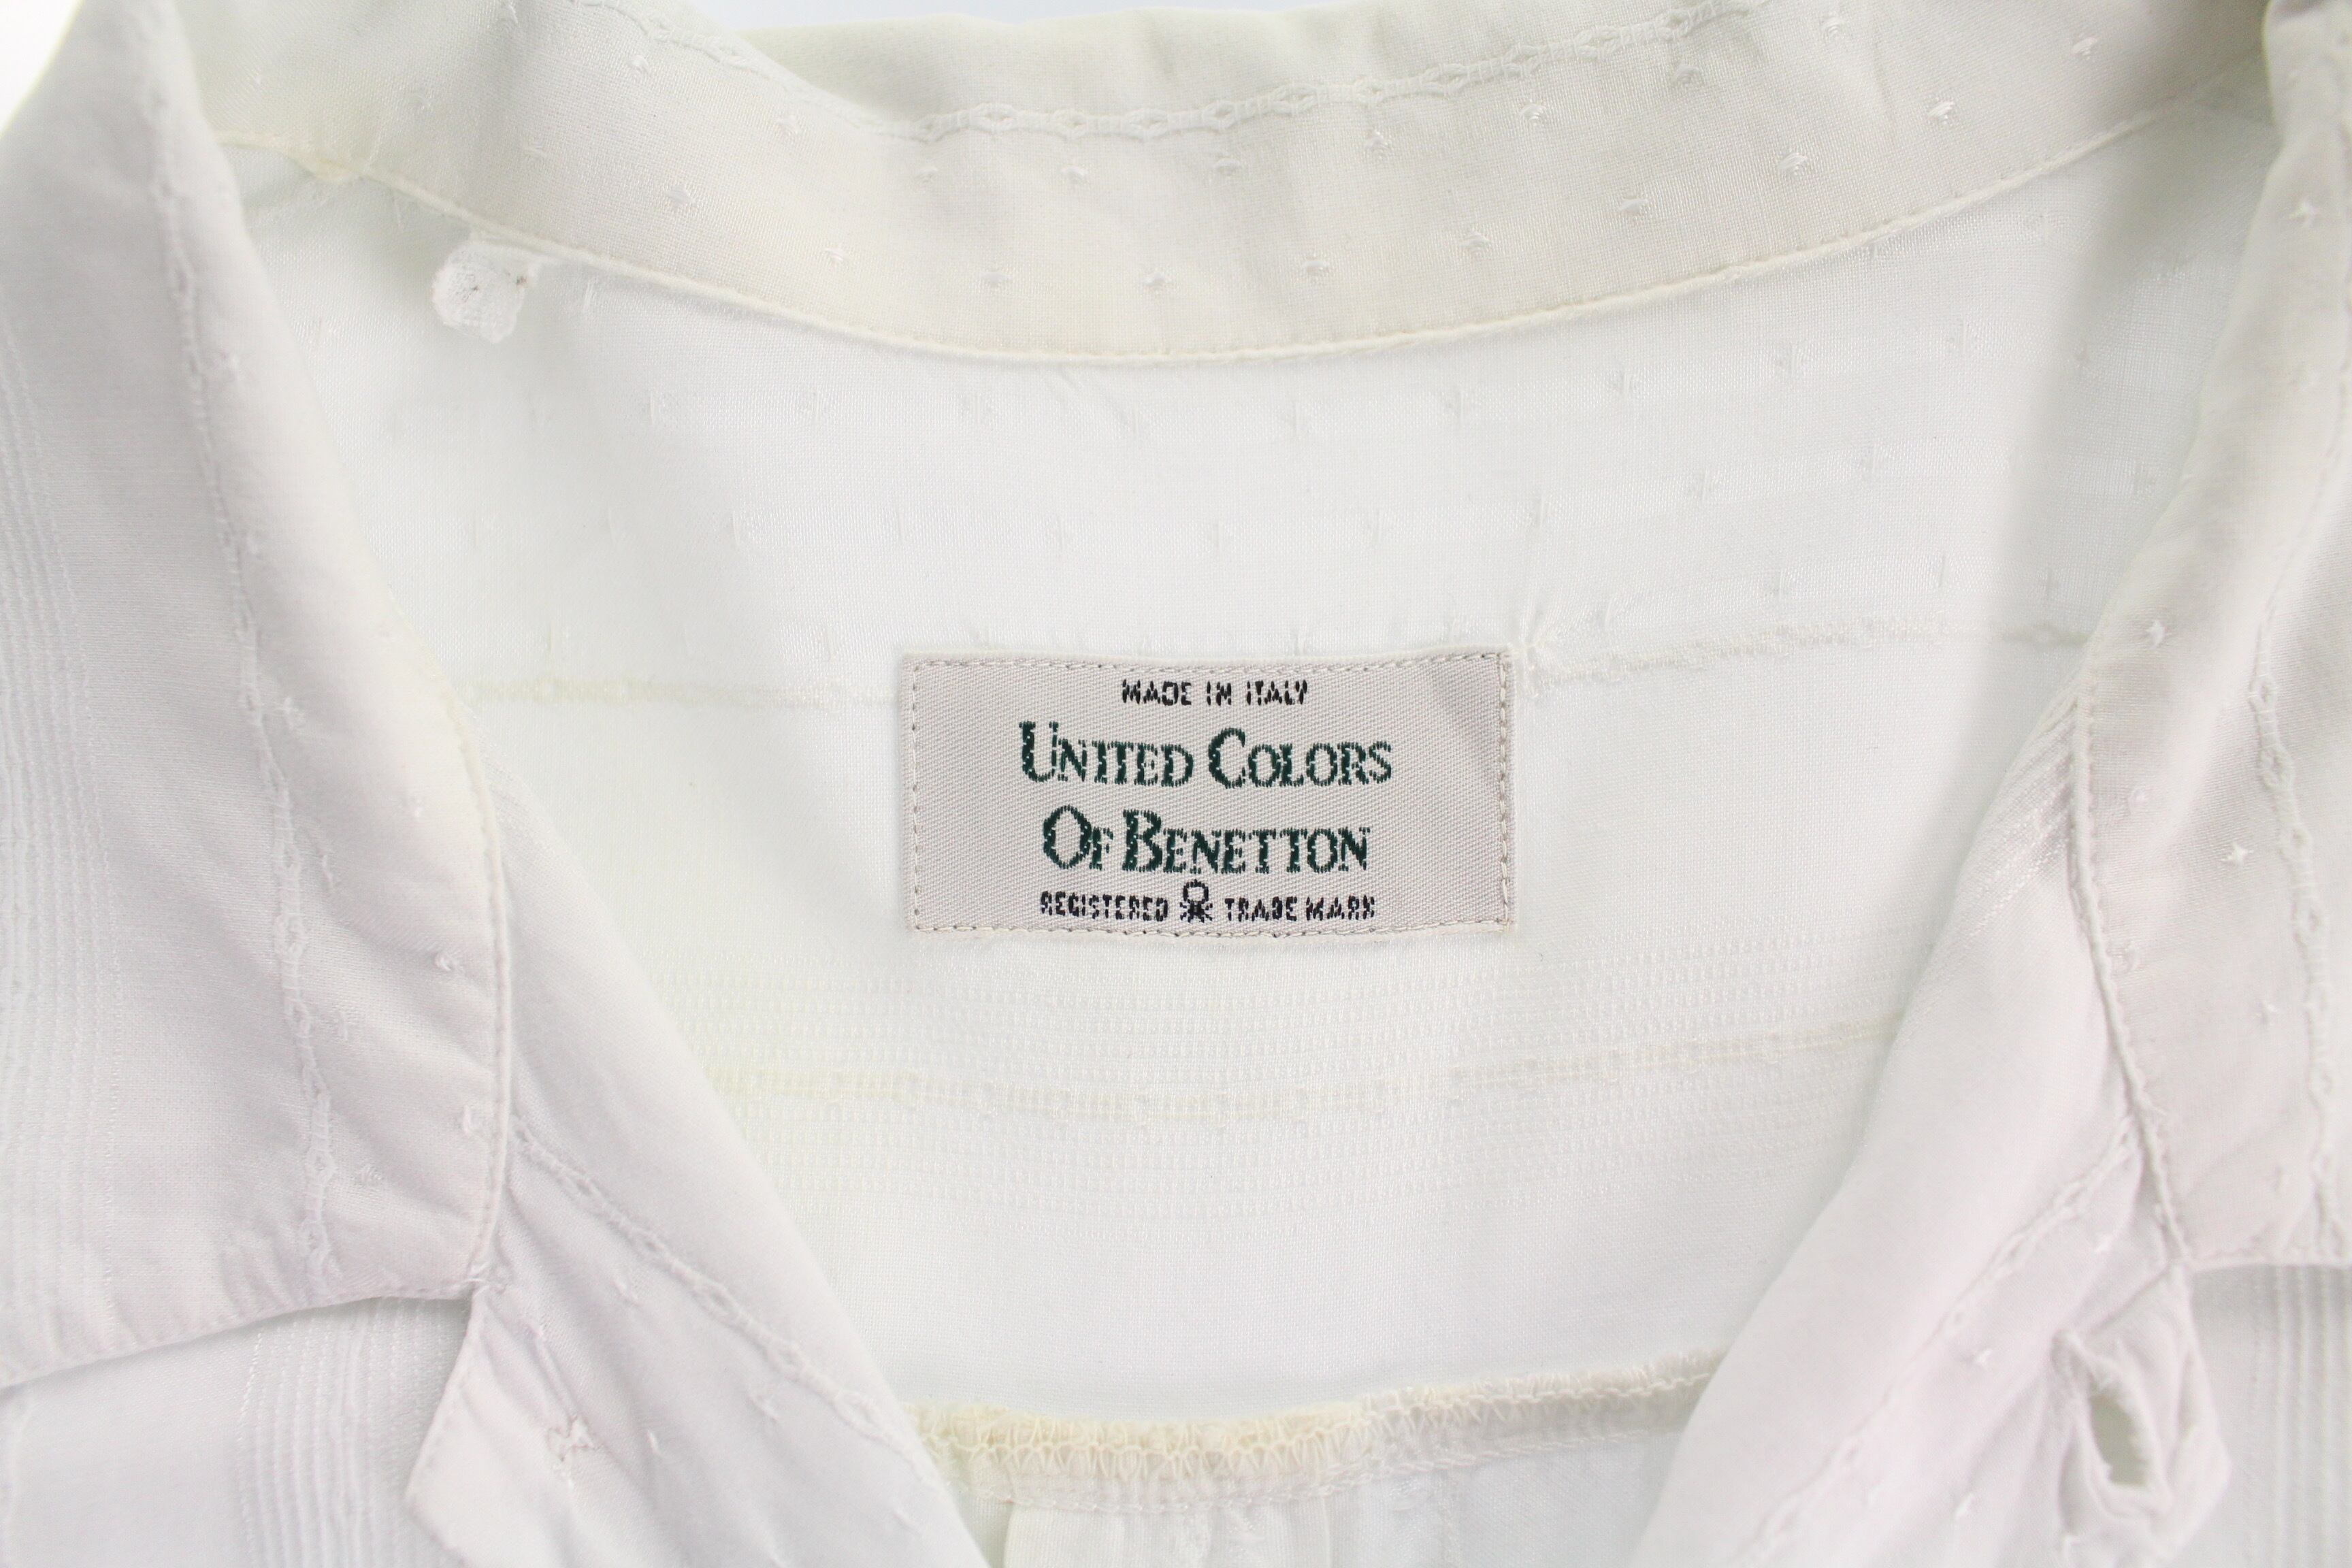 MADE IN ITALY
UNITED COLORS
OF BENETTON
REGISTERED TRADE MARK